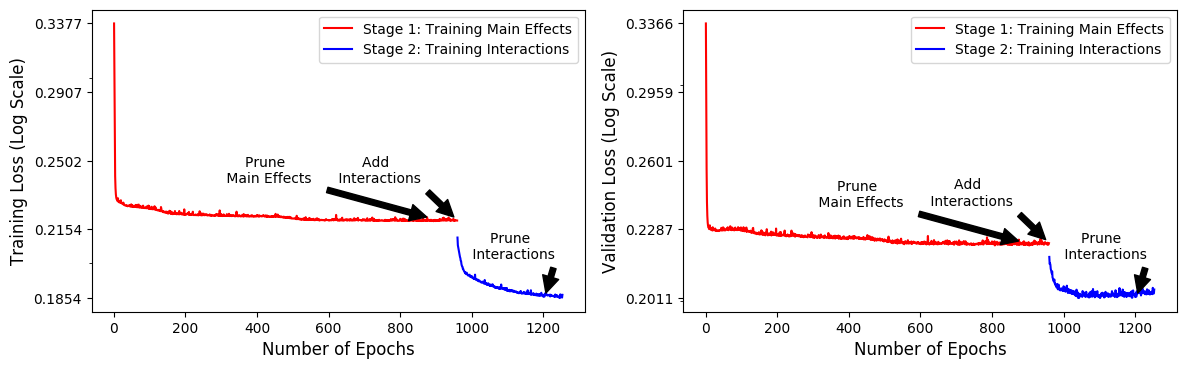 Training Loss (Log Scale)
0.3377
0.2907
0.2502
0.2154
0.1854
Stage 1: Training Main Effects
Stage 2: Training Interactions
Prune
Main Effects
Add
Interactions
Prune
Interactions
0
200
400
600
800
1000
1200
Number of Epochs
Validation Loss (Log Scale)
0.3366
0.2959
0.2601
0.2287
0.2011
Stage 1: Training Main Effects
Stage 2: Training Interactions
Prune
Main Effects
Add
Interactions
Prune
Interactions
0
200
400
600
800
1000
1200
Number of Epochs